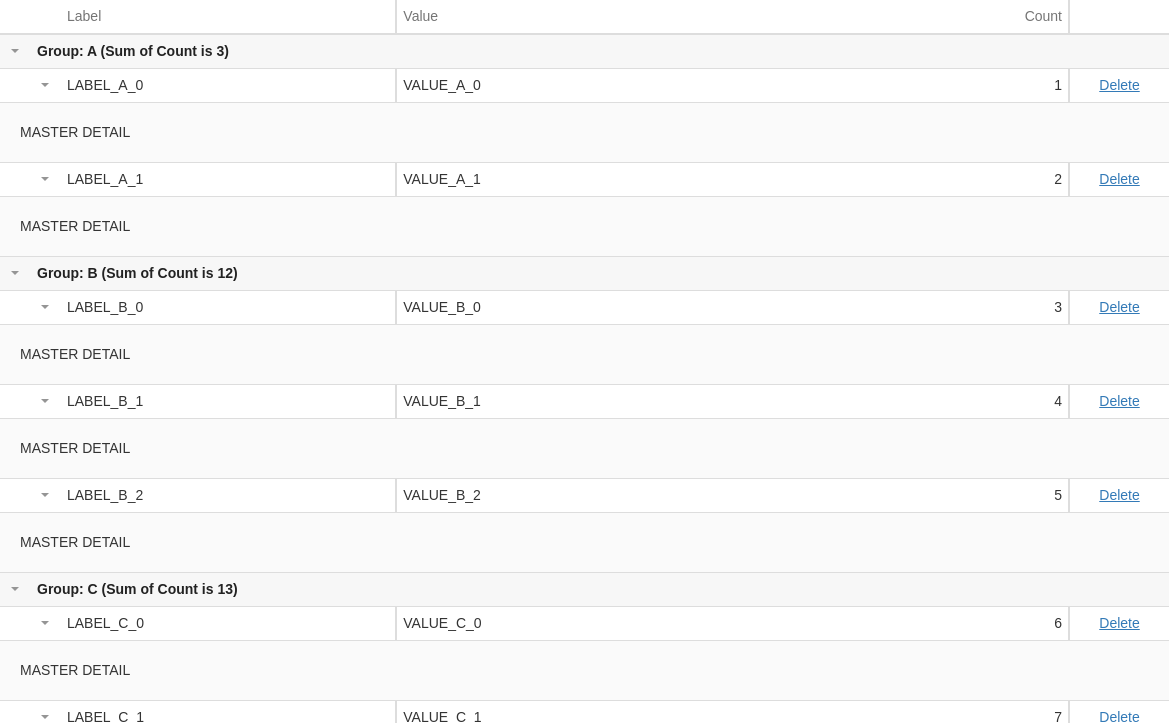 Label Value Count
Group: A (Sum of Count is 3)
LABEL_A_0 VALUE_A_0 1 Delete
MASTER DETAIL
LABEL_A_1 VALUE_A_1 2 Delete
MASTER DETAIL
Group: B (Sum of Count is 12)
LABEL_B_0 VALUE_B_0 3 Delete
MASTER DETAIL
LABEL_B_1 VALUE_B_1 4 Delete
MASTER DETAIL
LABEL_B_2 VALUE_B_2 5 Delete
MASTER DETAIL
Group: C (Sum of Count is 13)
LABEL_C_0 VALUE_C_0 6 Delete
MASTER DETAIL
LABEL_C_1 VALUE_C_1 7 Delete